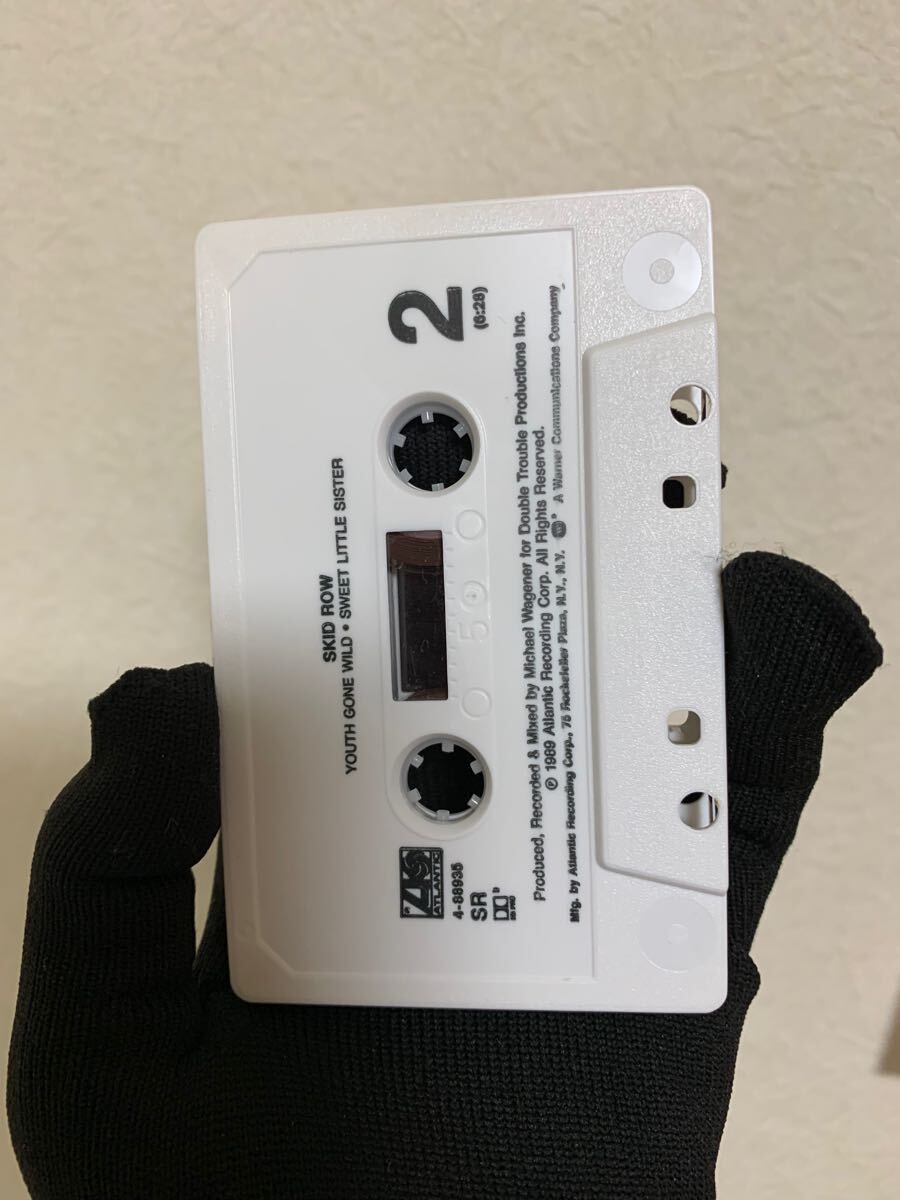 SKID ROW
YOUTH GONE WILD • SWEET LITTLE SISTER
ATLANTIC
4-88935
SR
2
(6:28)
50
Produced, Recorded & Mixed by Michael Wagener for Double Trouble Productions Inc.
℗ 1989 Atlantic Recording Corp. All Rights Reserved.
Mfg. by Atlantic Recording Corp., 75 Rockefeller Plaza, N.Y., N.Y. A Warner Communications Company